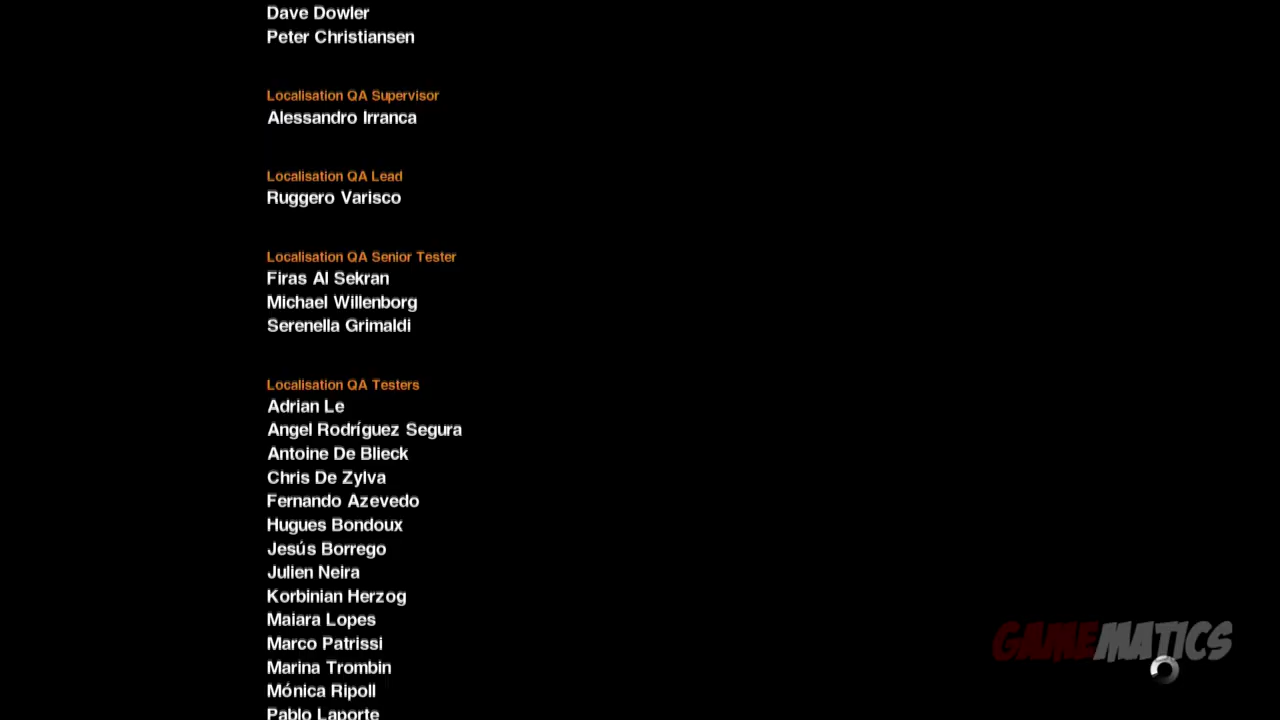 Dave Dowler
Peter Christiansen
Localisation QA Supervisor
Alessandro Irranca
Localisation QA Lead
Ruggero Varisco
Localisation QA Senior Tester
Firas Al Sekran
Michael Willenborg
Serenella Grimaldi
Localisation QA Testers
Adrian Le
Angel Rodríguez Segura
Antoine De Blieck
Chris De Zylva
Fernando Azevedo
Hugues Bondoux
Jesús Borrego
Julien Neira
Korbinian Herzog
Maiara Lopes
Marco Patrissi
Marina Trombin
Mónica Ripoll
Pablo Laporte
GAMEMATICS